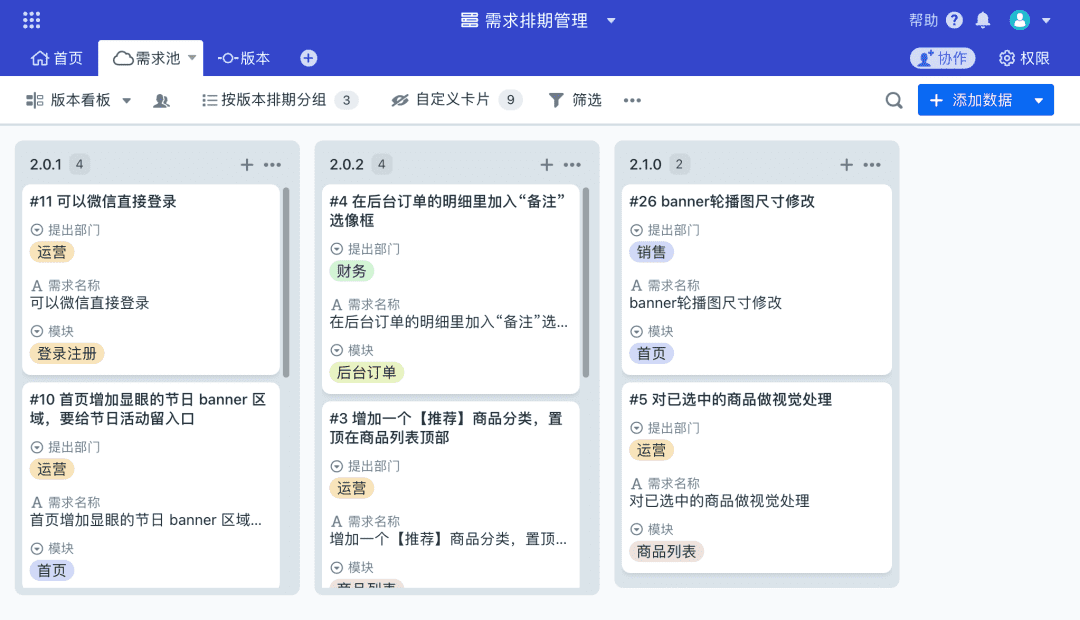 需求排期管理
帮助
首页
需求池
版本
协作
权限
版本看板
按版本排期分组 3
自定义卡片 9
筛选
添加数据
2.0.1 4
#11 可以微信直接登录
提出部门
运营
需求名称
可以微信直接登录
模块
登录注册
#10 首页增加显眼的节日 banner 区
域，要给节日活动留入口
提出部门
运营
需求名称
首页增加显眼的节日 banner 区域...
模块
首页
2.0.2 4
#4 在后台订单的明细里加入“备注”
选像框
提出部门
财务
需求名称
在后台订单的明细里加入“备注”选...
模块
后台订单
#3 增加一个【推荐】商品分类，置
顶在商品列表顶部
提出部门
运营
需求名称
增加一个【推荐】商品分类，置顶...
模块
商品列表
2.1.0 2
#26 banner轮播图尺寸修改
提出部门
销售
需求名称
banner轮播图尺寸修改
模块
首页
#5 对已选中的商品做视觉处理
提出部门
运营
需求名称
对已选中的商品做视觉处理
模块
商品列表